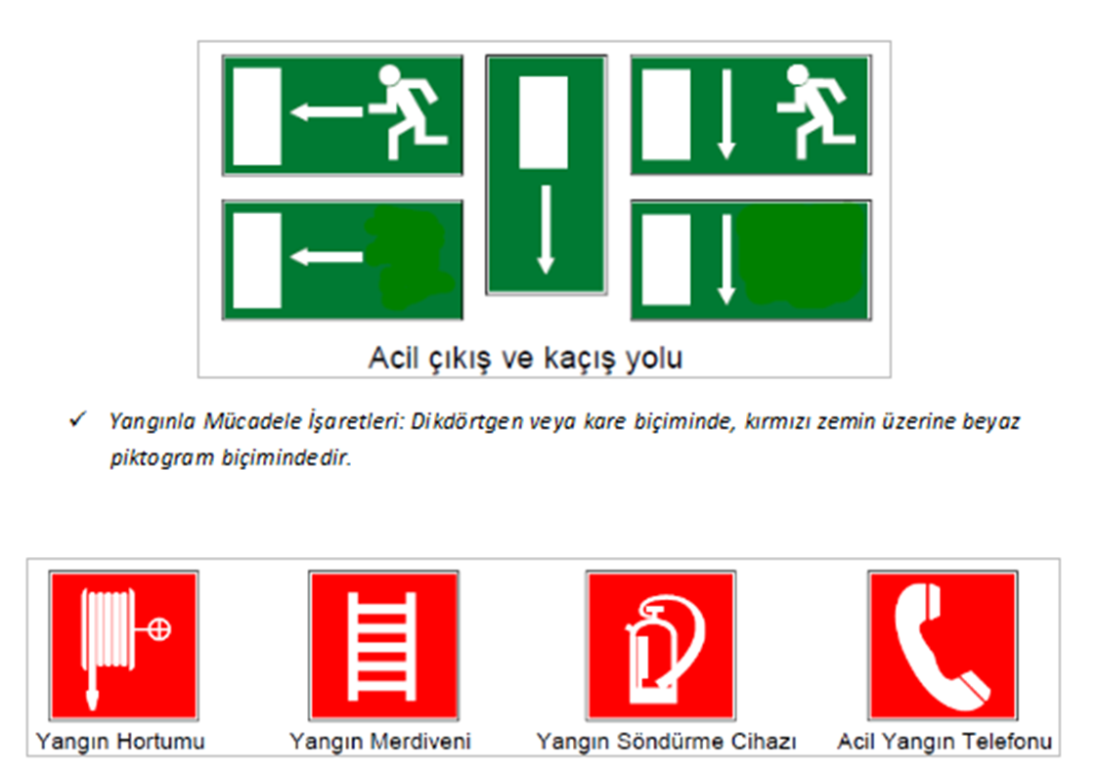 Acil çıkış ve kaçış yolu
✓ Yangınla Mücadele İşaretleri: Dikdörtgen veya kare biçiminde, kırmızı zemin üzerine beyaz
piktogram biçimindedir.
Yangın Hortumu
Yangın Merdiveni
Yangın Söndürme Cihazı
Acil Yangın Telefonu